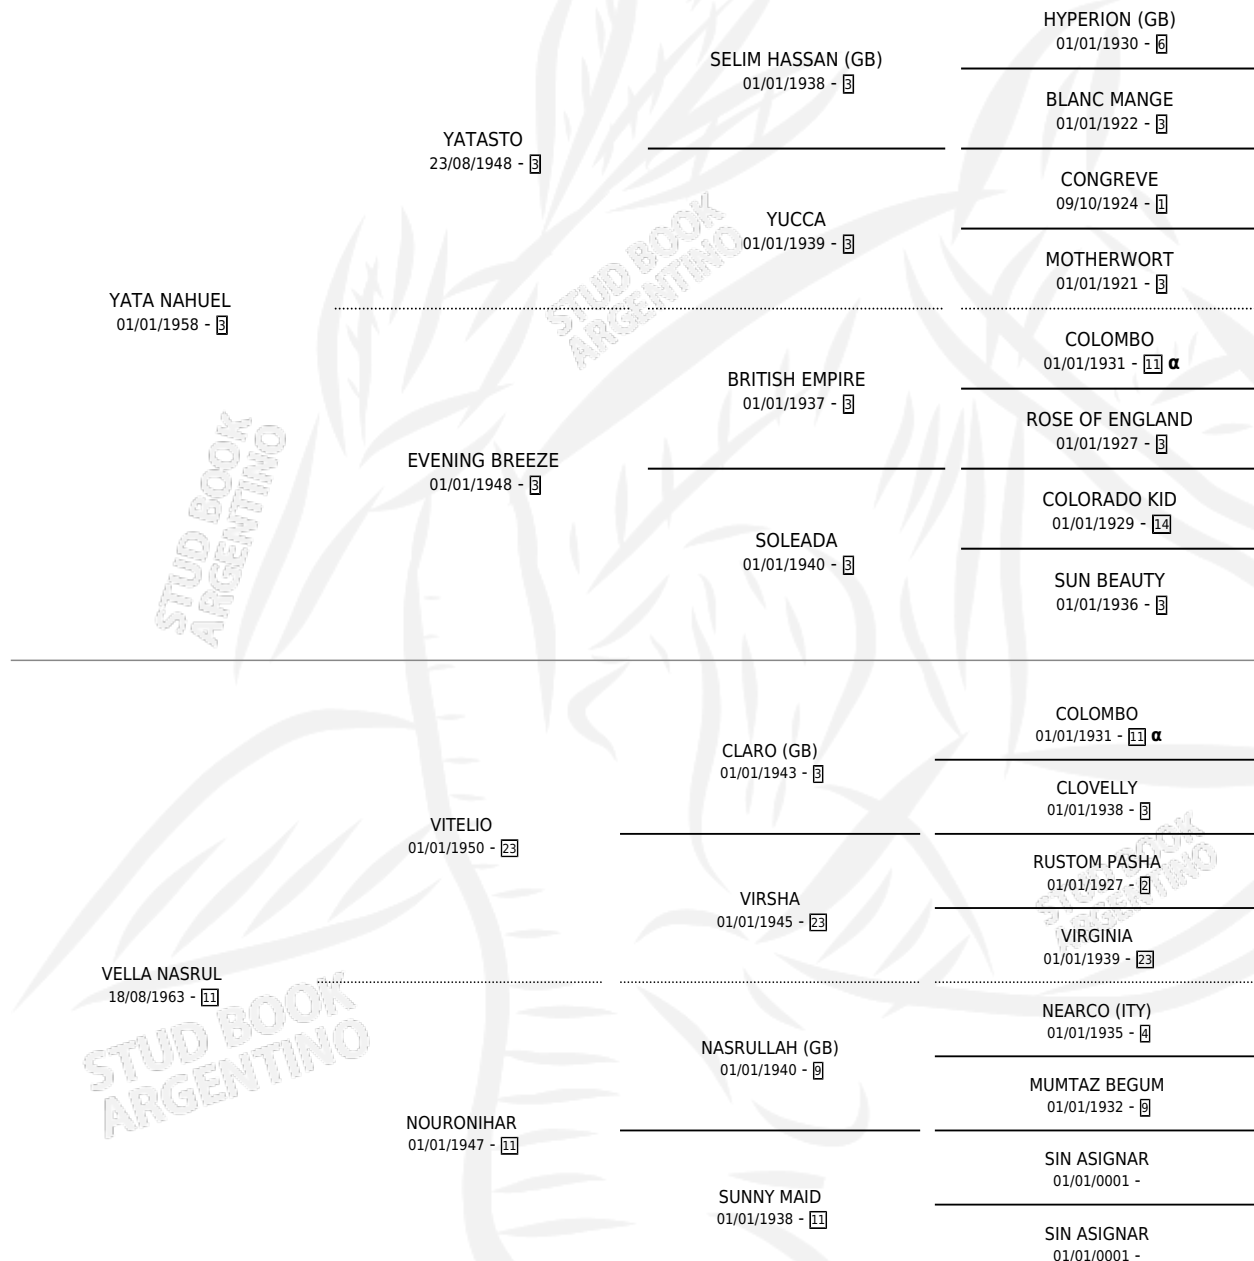 HYPERION (GB)
01/01/1930 - 6
SELIM HASSAN (GB)
01/01/1938 - 3
BLANC MANGE
01/01/1922 - 3
YATASTO
23/08/1948 - 3
CONGREVE
09/10/1924 - 1
YUCCA
01/01/1939 - 3
MOTHERWORT
01/01/1921 - 3
YATA NAHUEL
01/01/1958 - 3
COLOMBO
01/01/1931 - 11 α
BRITISH EMPIRE
01/01/1937 - 3
ROSE OF ENGLAND
01/01/1927 - 3
EVENING BREEZE
01/01/1948 - 3
COLORADO KID
01/01/1929 - 14
SOLEADA
01/01/1940 - 3
SUN BEAUTY
01/01/1936 - 3
COLOMBO
01/01/1931 - 11 α
CLARO (GB)
01/01/1943 - 3
CLOVELLY
01/01/1938 - 3
VITELIO
01/01/1950 - 23
RUSTOM PASHA
01/01/1927 - 2
VIRSHA
01/01/1945 - 23
VIRGINIA
01/01/1939 - 23
VELLA NASRUL
18/08/1963 - 11
NEARCO (ITY)
01/01/1935 - 4
NASRULLAH (GB)
01/01/1940 - 9
MUMTAZ BEGUM
01/01/1932 - 9
NOURONIHAR
01/01/1947 - 11
SIN ASIGNAR
01/01/0001 -
SUNNY MAID
01/01/1938 - 11
SIN ASIGNAR
01/01/0001 -
STUD BOOK
ARGENTINO
STUD BOOK
ARGENTINO
STUD BOOK
ARGENTINO
STUD BOOK
ARGENTINO